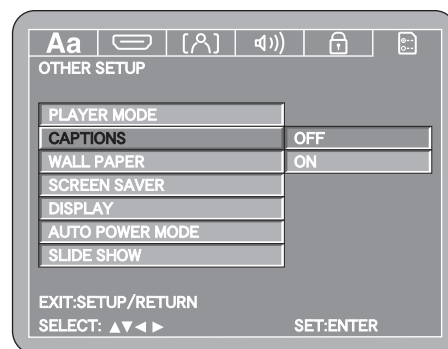 Aa
OTHER SETUP
PLAYER MODE
CAPTIONS OFF
WALL PAPER ON
SCREEN SAVER
DISPLAY
AUTO POWER MODE
SLIDE SHOW
EXIT:SETUP/RETURN
SELECT: ▲▼◄ ► SET:ENTER